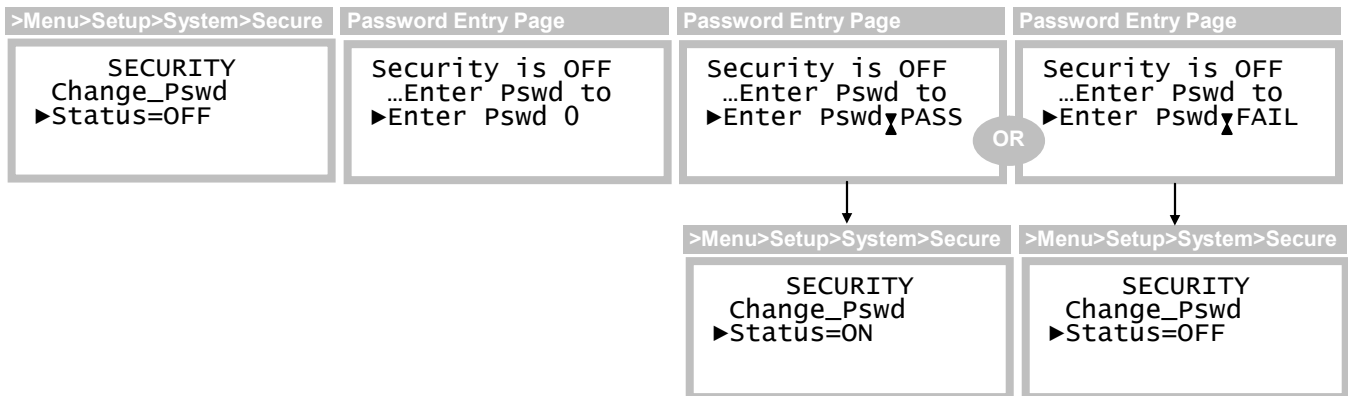 >Menu>Setup>System>Secure
SECURITY
Change_Pswd
►Status=OFF
Password Entry Page
Security is OFF
…Enter Pswd to
►Enter Pswd 0
Password Entry Page
Security is OFF
…Enter Pswd to
►Enter Pswd PASS
OR
Password Entry Page
Security is OFF
…Enter Pswd to
►Enter Pswd FAIL
>Menu>Setup>System>Secure
SECURITY
Change_Pswd
►Status=ON
>Menu>Setup>System>Secure
SECURITY
Change_Pswd
►Status=OFF